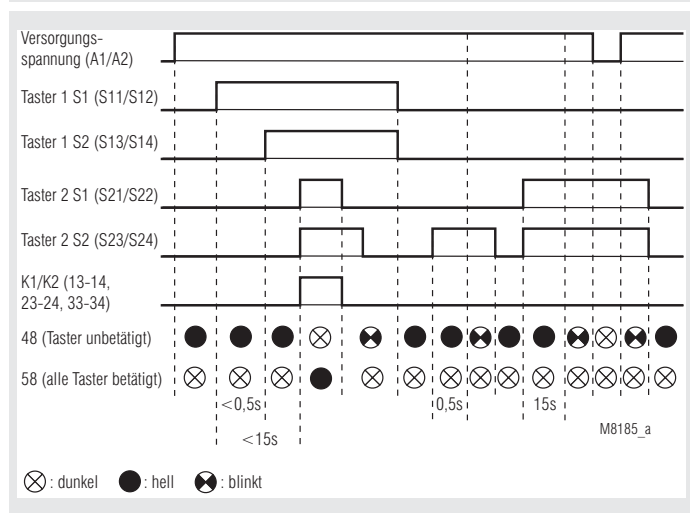 Versorgungs-
spannung (A1/A2)
Taster 1 S1 (S11/S12)
Taster 1 S2 (S13/S14)
Taster 2 S1 (S21/S22)
Taster 2 S2 (S23/S24)
K1/K2 (13-14,
23-24, 33-34)
48 (Taster unbetätigt)
58 (alle Taster betätigt)
<0,5s 0,5s 15s
<15s
M8185_a
: dunkel : hell : blinkt